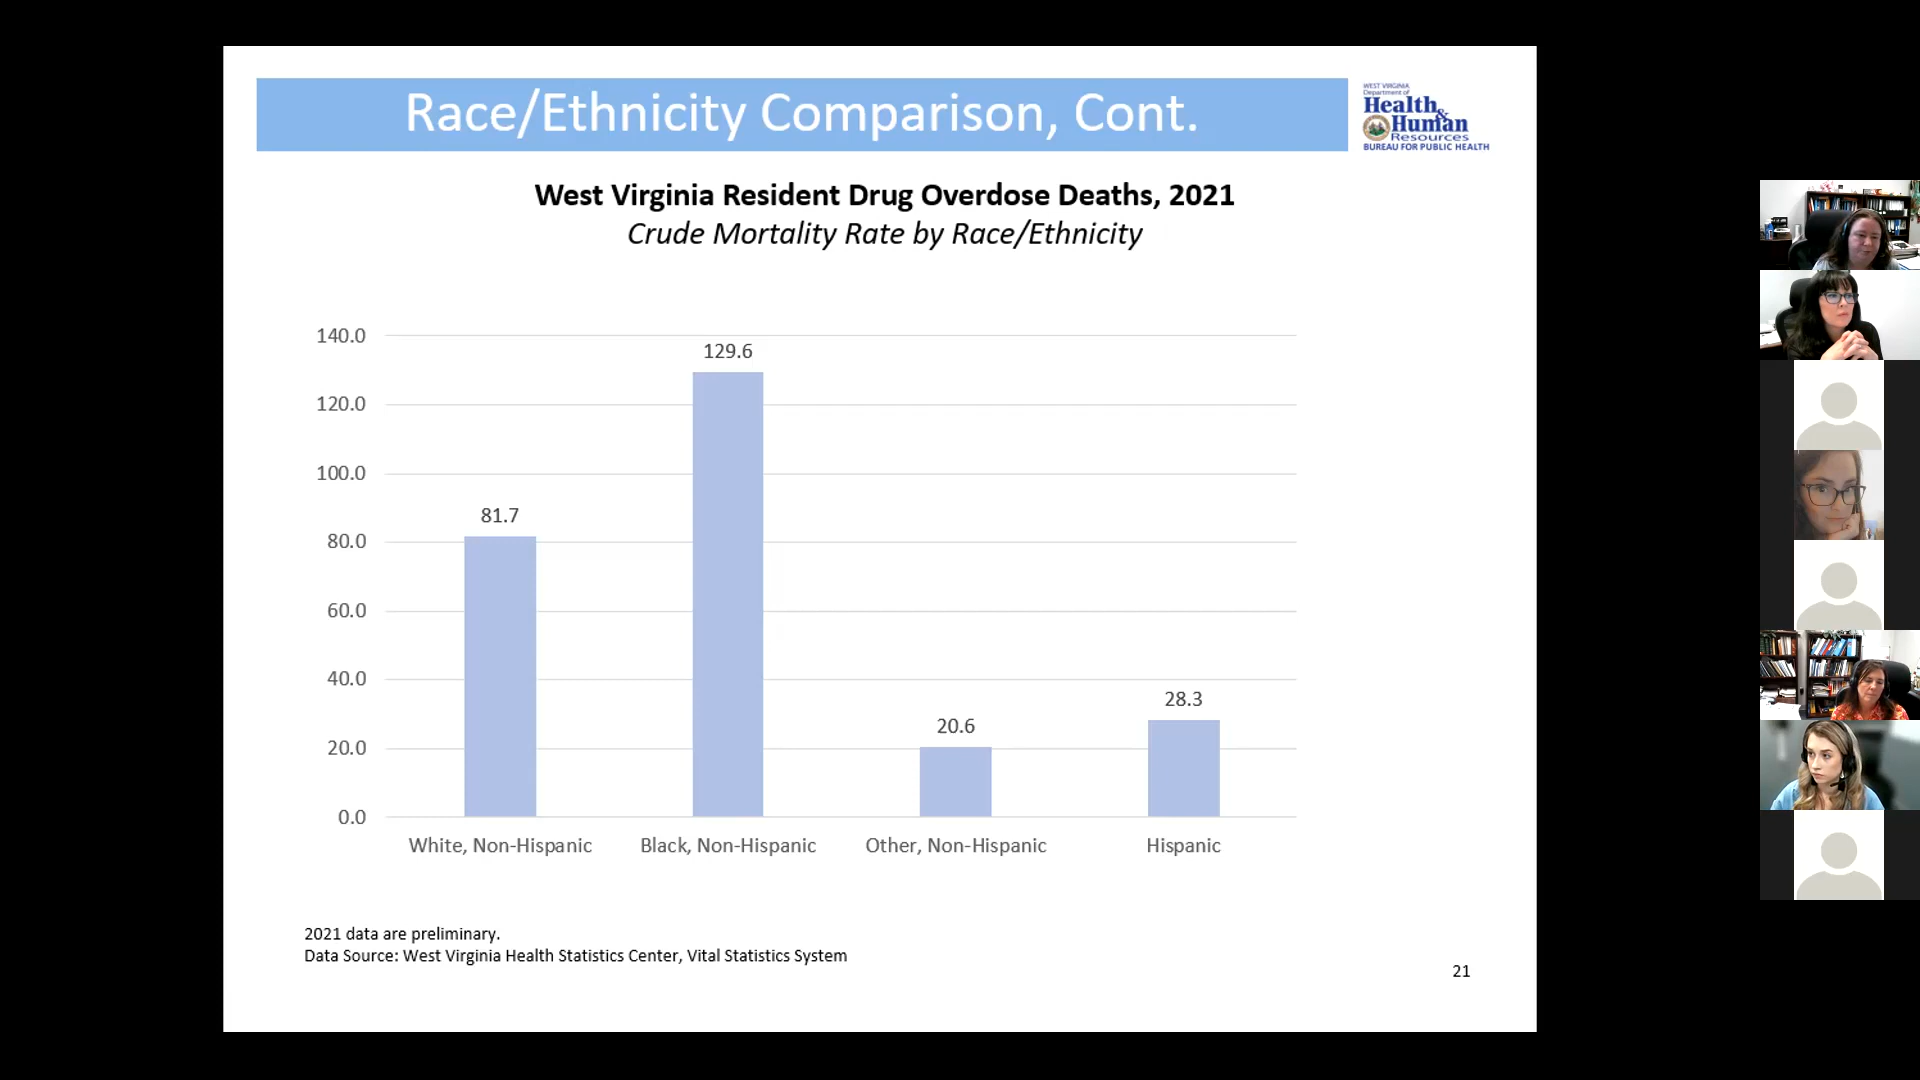 Race/Ethnicity Comparison, Cont.
WEST VIRGINIA
Department of
Health
&
Human
Resources
BUREAU FOR PUBLIC HEALTH
West Virginia Resident Drug Overdose Deaths, 2021
Crude Mortality Rate by Race/Ethnicity
140.0
120.0
100.0
80.0
60.0
40.0
20.0
0.0
81.7
129.6
20.6
28.3
White, Non-Hispanic
Black, Non-Hispanic
Other, Non-Hispanic
Hispanic
2021 data are preliminary.
Data Source: West Virginia Health Statistics Center, Vital Statistics System
21